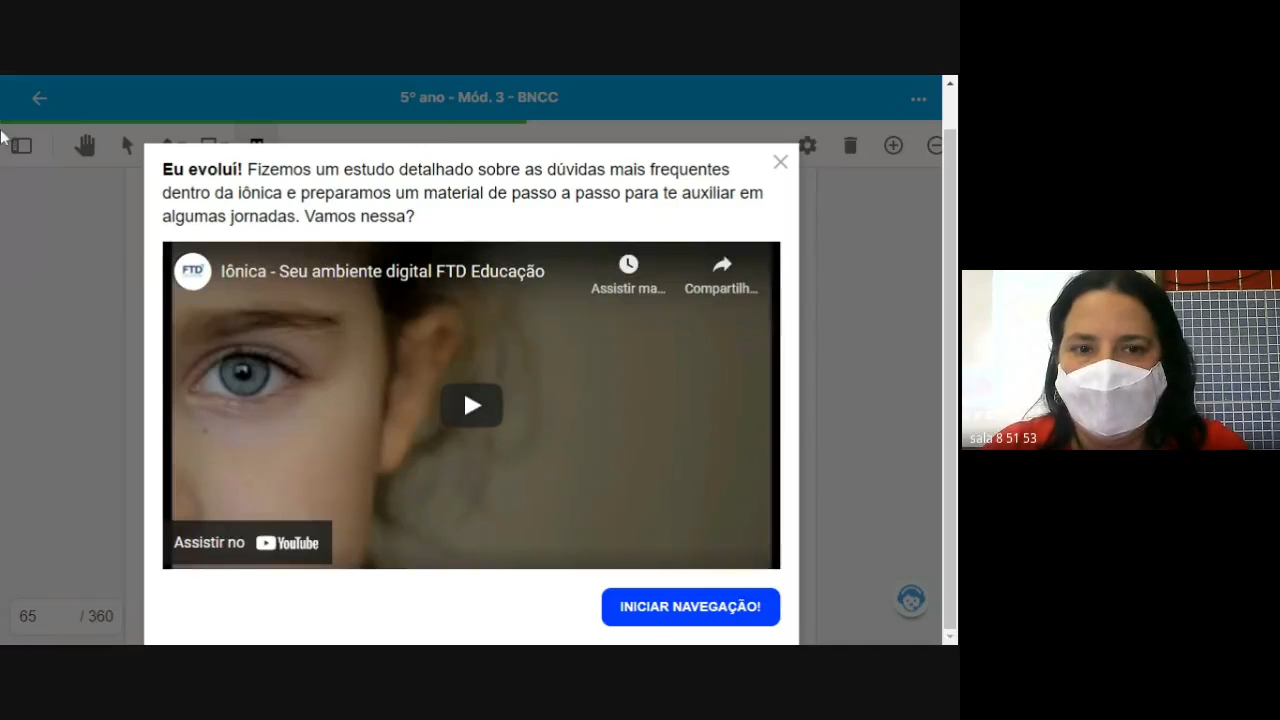 5º ano - Mód. 3 - BNCC
Eu evoluí! Fizemos um estudo detalhado sobre as dúvidas mais frequentes
dentro da iônica e preparamos um material de passo a passo para te auxiliar em
algumas jornadas. Vamos nessa?
FTD
Iônica - Seu ambiente digital FTD Educação
Assistir ma...
Compartilh...
Assistir no YouTube
INICIAR NAVEGAÇÃO!
65 / 360
sala 8 51 53